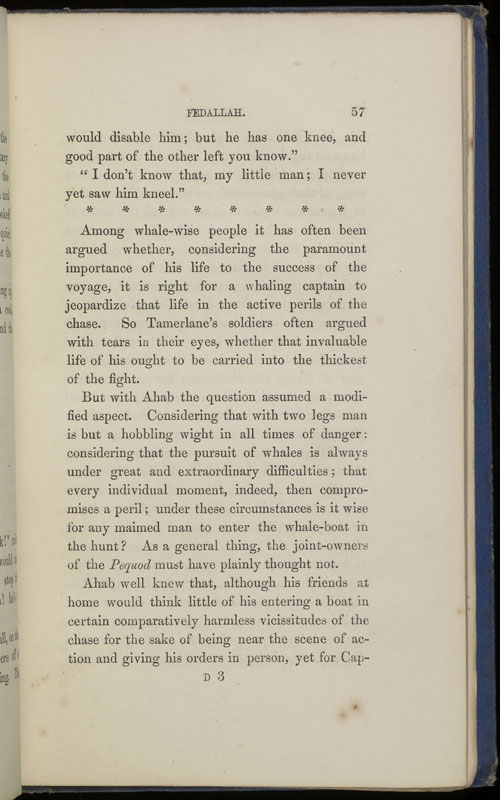 FEDALLAH. 57
would disable him; but he has one knee, and
good part of the other left you know.”
“ I don’t know that, my little man; I never
yet saw him kneel.”
* * * * * * * *
Among whale-wise people it has often been
argued whether, considering the paramount
importance of his life to the success of the
voyage, it is right for a whaling captain to
jeopardize that life in the active perils of the
chase. So Tamerlane’s soldiers often argued
with tears in their eyes, whether that invaluable
life of his ought to be carried into the thickest
of the fight.
But with Ahab the question assumed a modi-
fied aspect. Considering that with two legs man
is but a hobbling wight in all times of danger:
considering that the pursuit of whales is always
under great and extraordinary difficulties; that
every individual moment, indeed, then compro-
mises a peril; under these circumstances is it wise
for any maimed man to enter the whale-boat in
the hunt? As a general thing, the joint-owners
of the Pequod must have plainly thought not.
Ahab well knew that, although his friends at
home would think little of his entering a boat in
certain comparatively harmless vicissitudes of the
chase for the sake of being near the scene of ac-
tion and giving his orders in person, yet for Cap-
D 3